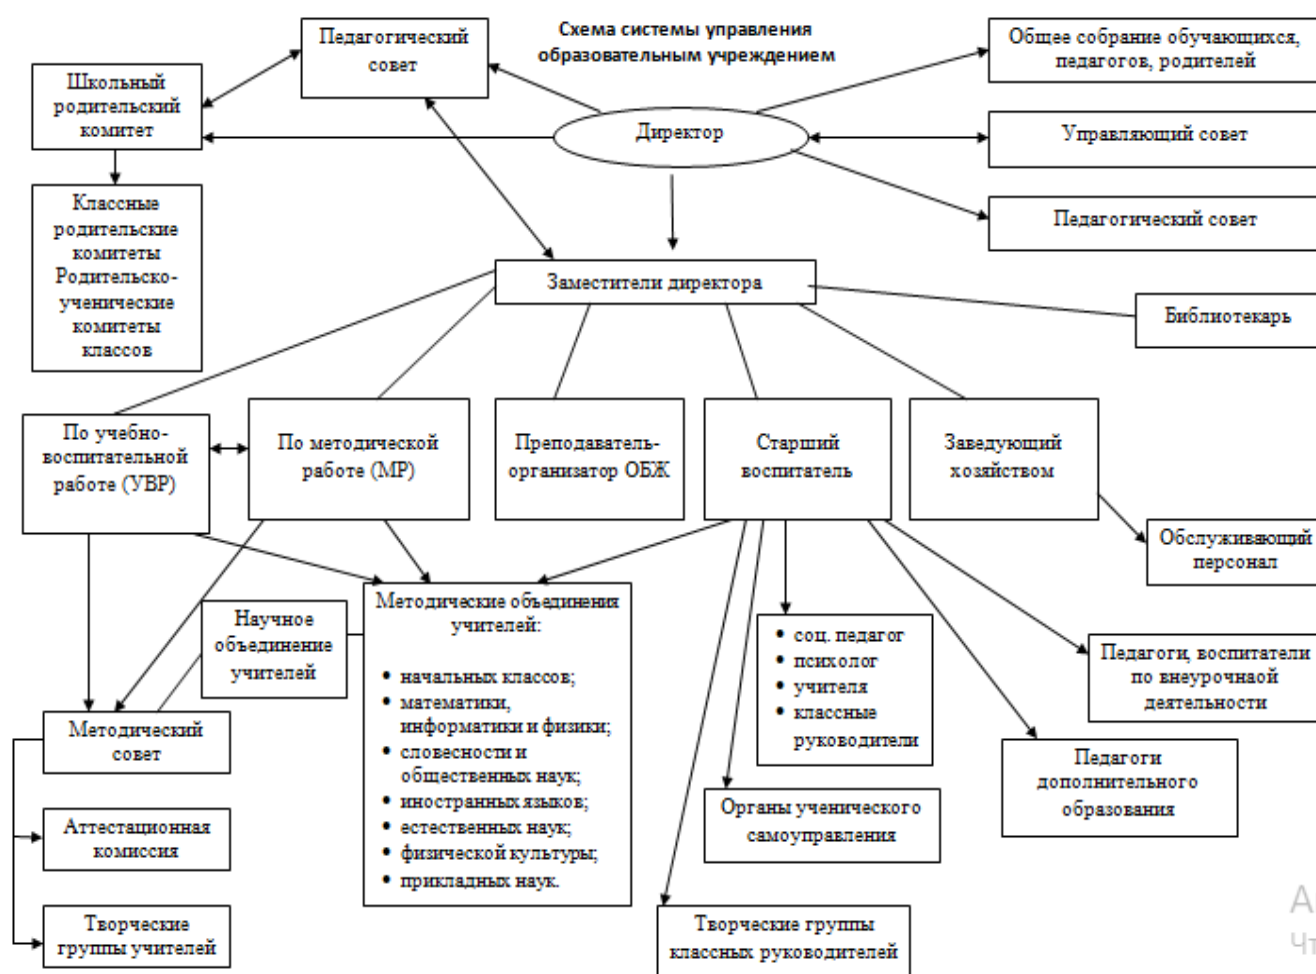 Схема системы управления
образовательным учреждением
Педагогический
совет
Общее собрание обучающихся,
педагогов, родителей
Школьный
родительский
комитет
Директор
Управляющий совет
Классные
родительские
комитеты
Родительско-
ученические
комитеты
классов
Педагогический совет
Заместители директора
Библиотекарь
По учебно-
воспитательной
работе (УВР)
По методической
работе (МР)
Преподаватель-
организатор ОБЖ
Старший
воспитатель
Заведующий
хозяйством
Обслуживающий
персонал
Научное
объединение
учителей
Методические объединения
учителей:
• начальных классов;
• математики,
информатики и физики;
• словесности и
общественных наук;
• иностранных языков;
• естественных наук;
• физической культуры;
• прикладных наук.
• соц. педагог
• психолог
• учителя
• классные
руководители
Педагоги, воспитатели
по внеурочнаой
деятельности
Методический
совет
Педагоги
дополнительного
образования
Органы ученического
самоуправления
Аттестационная
комиссия
Творческие
группы учителей
Творческие группы
классных руководителей